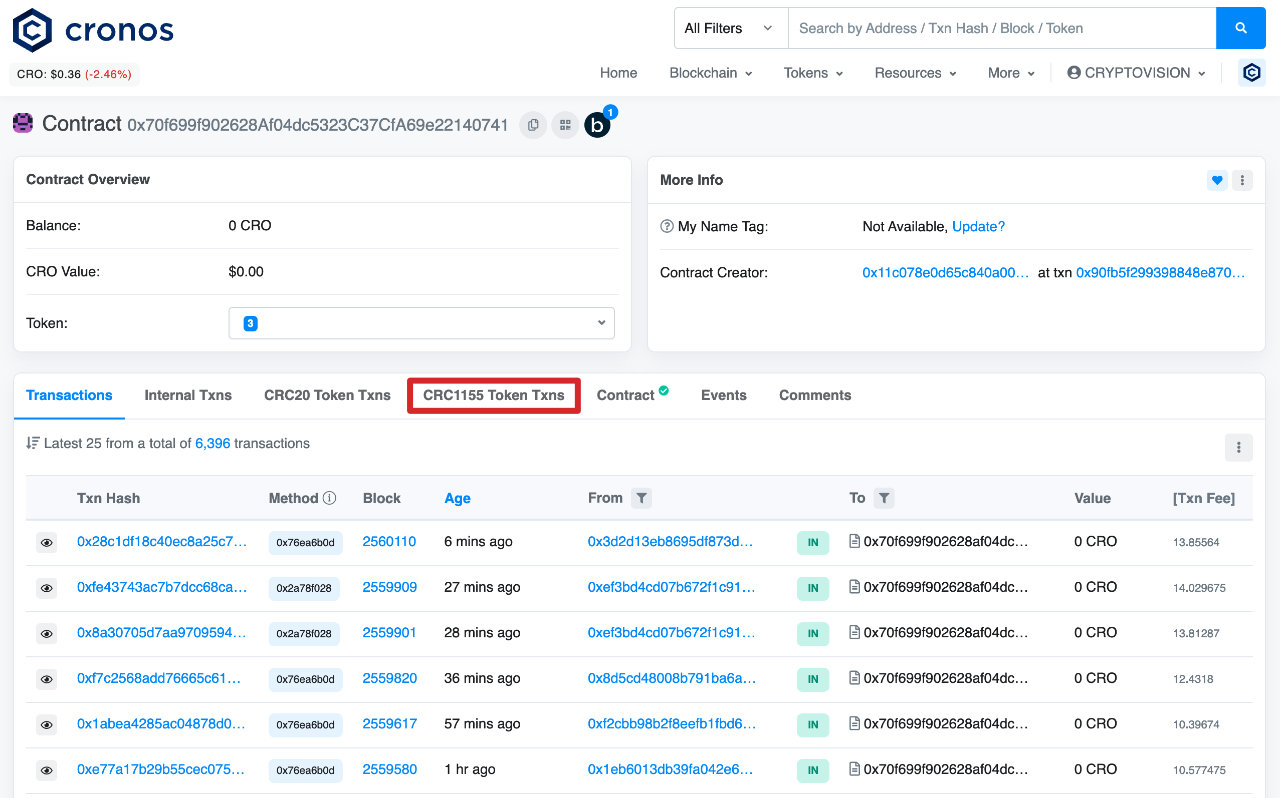 cronos
All Filters
Search by Address / Txn Hash / Block / Token
CRO: $0.36 (-2.46%)
Home Blockchain Tokens Resources More CRYPTOVISION
Contract 0x70f699f902628Af04dc5323C37CfA69e22140741 b 1
Contract Overview
Balance: 0 CRO
CRO Value: $0.00
Token: 3
More Info
My Name Tag: Not Available, Update?
Contract Creator: 0x11c078e0d65c840a00... at txn 0x90fb5f299398848e870...
Transactions Internal Txns CRC20 Token Txns CRC1155 Token Txns Contract Events Comments
Latest 25 from a total of 6,396 transactions
Txn Hash Method Block Age From To Value [Txn Fee]
0x28c1df18c40ec8a25c7... 0x76ea6b0d 2560110 6 mins ago 0x3d2d13eb8695df873d... IN 0x70f699f902628af04dc... 0 CRO 13.85564
0xfe43743ac7b7dcc68ca... 0x2a78f028 2559909 27 mins ago 0xef3bd4cd07b672f1c91... IN 0x70f699f902628af04dc... 0 CRO 14.029675
0x8a30705d7aa9709594... 0x2a78f028 2559901 28 mins ago 0xef3bd4cd07b672f1c91... IN 0x70f699f902628af04dc... 0 CRO 13.81287
0xf7c2568add76665c61... 0x76ea6b0d 2559820 36 mins ago 0x8d5cd48008b791ba6a... IN 0x70f699f902628af04dc... 0 CRO 12.4318
0x1abea4285ac04878d0... 0x76ea6b0d 2559617 57 mins ago 0xf2cbb98b2f8eefb1fbd6... IN 0x70f699f902628af04dc... 0 CRO 10.39674
0xe77a17b29b55cec075... 0x76ea6b0d 2559580 1 hr ago 0x1eb6013db39fa042e6... IN 0x70f699f902628af04dc... 0 CRO 10.577475